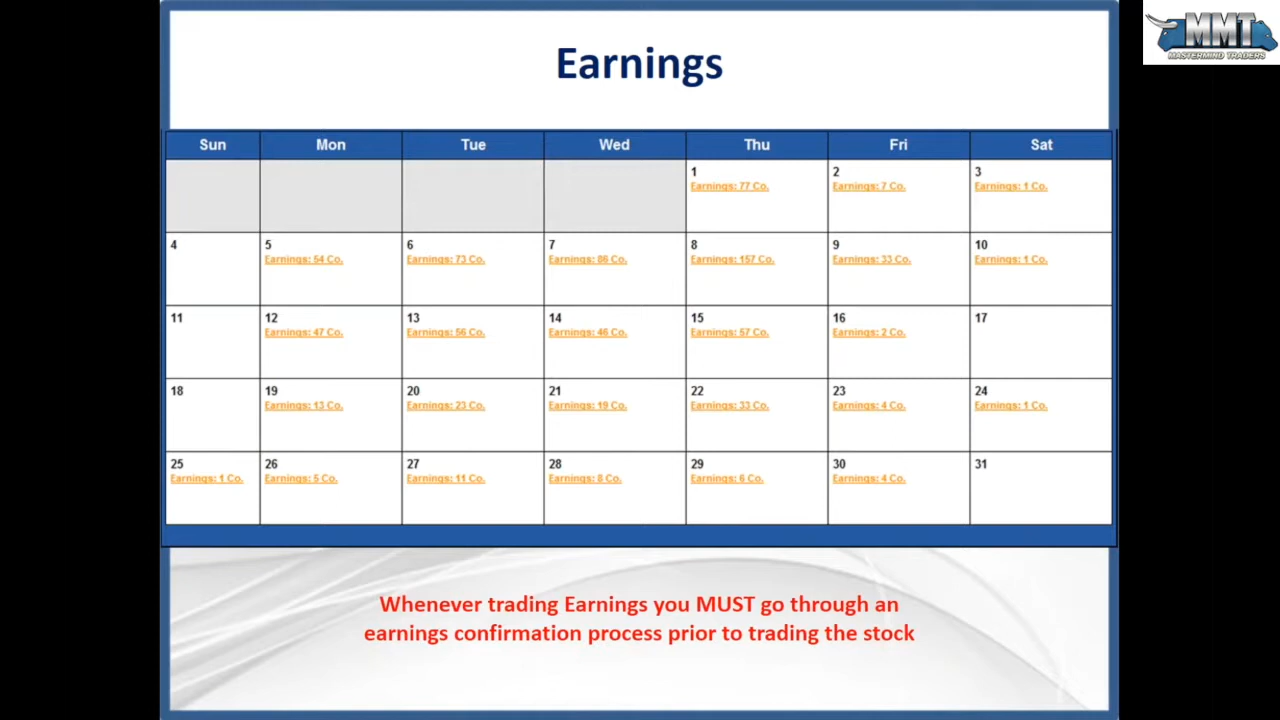 MMT
MASTERMIND TRADERS
Earnings
Sun Mon Tue Wed Thu Fri Sat
1 2 3
Earnings: 77 Co. Earnings: 7 Co. Earnings: 1 Co.
4 5 6 7 8 9 10
Earnings: 54 Co. Earnings: 73 Co. Earnings: 86 Co. Earnings: 157 Co. Earnings: 33 Co. Earnings: 1 Co.
11 12 13 14 15 16 17
Earnings: 47 Co. Earnings: 56 Co. Earnings: 46 Co. Earnings: 57 Co. Earnings: 2 Co.
18 19 20 21 22 23 24
Earnings: 13 Co. Earnings: 23 Co. Earnings: 19 Co. Earnings: 33 Co. Earnings: 4 Co. Earnings: 1 Co.
25 26 27 28 29 30 31
Earnings: 1 Co. Earnings: 5 Co. Earnings: 11 Co. Earnings: 8 Co. Earnings: 6 Co. Earnings: 4 Co.
Whenever trading Earnings you MUST go through an
earnings confirmation process prior to trading the stock